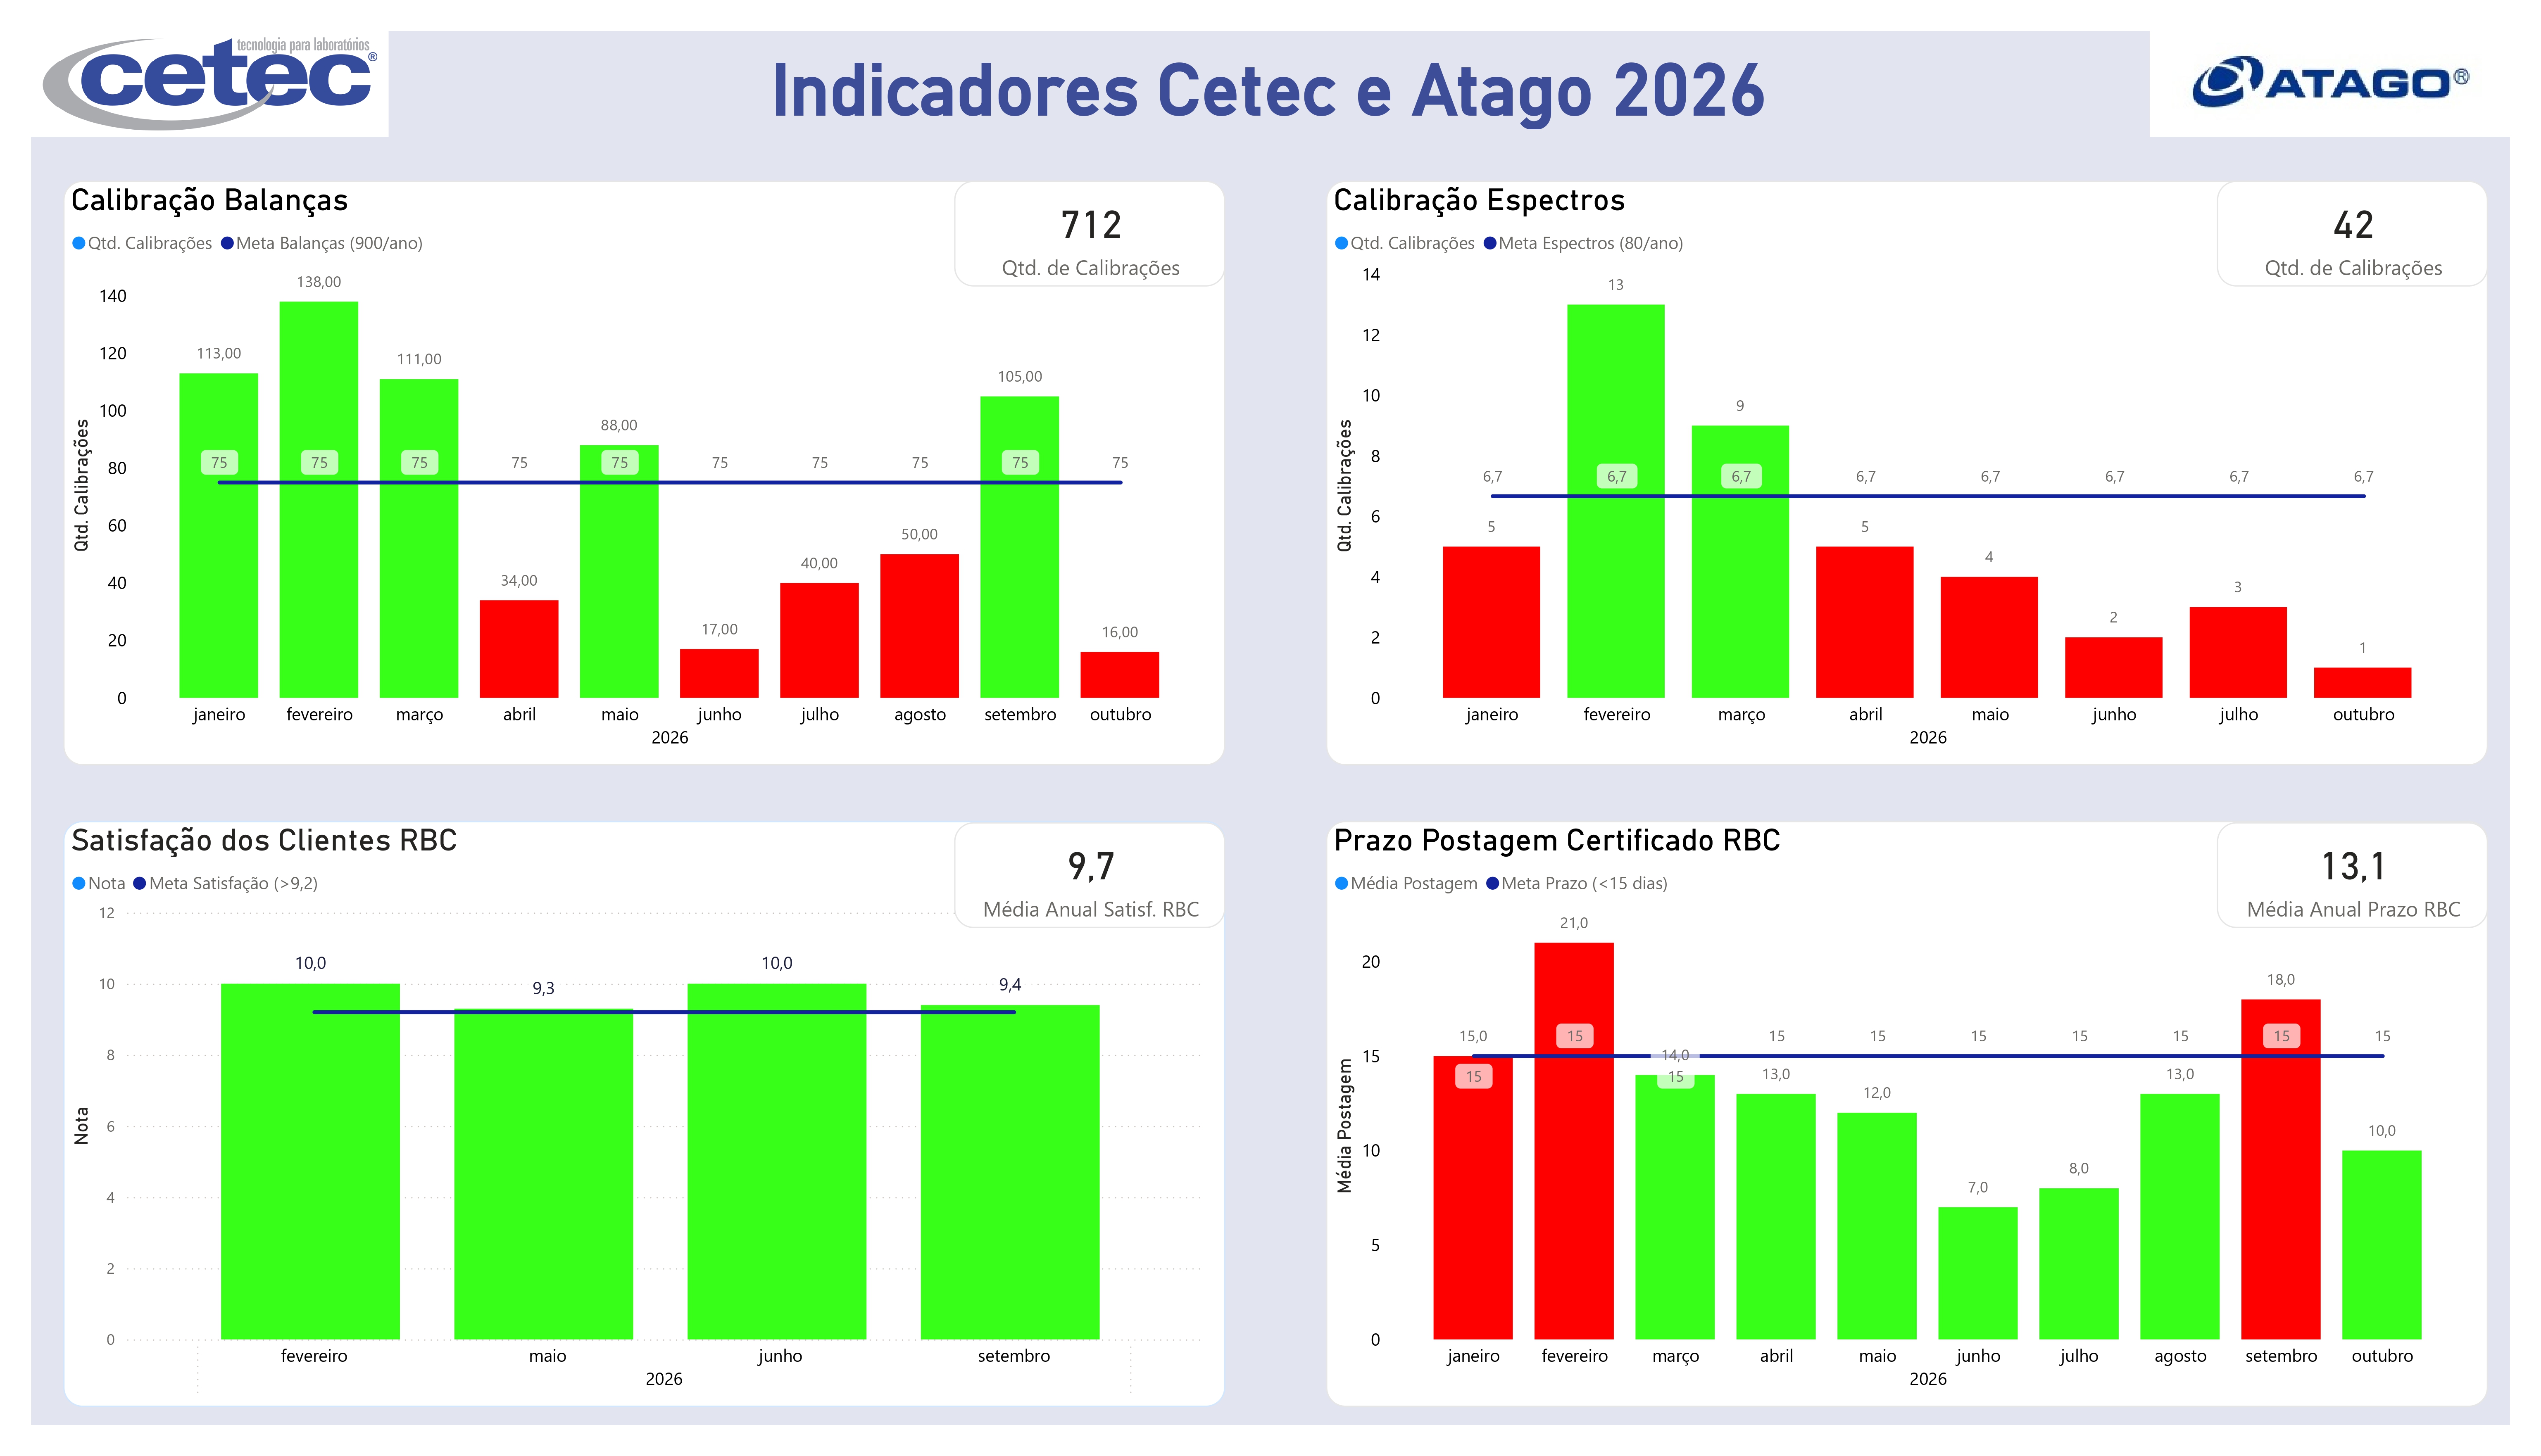 tecnologia para laboratórios
cetec®
Indicadores Cetec e Atago 2026
ATAGO®
Calibração Balanças
Qtd. Calibrações Meta Balanças (900/ano)
712
Qtd. de Calibrações
Qtd. Calibrações
140
120
100
80
60
40
20
0
113,00 138,00 111,00 34,00 88,00 17,00 40,00 50,00 105,00 16,00
75 75 75 75 75 75 75 75 75 75
janeiro fevereiro março abril maio junho julho agosto setembro outubro
2026
Calibração Espectros
Qtd. Calibrações Meta Espectros (80/ano)
42
Qtd. de Calibrações
Qtd. Calibrações
14
12
10
8
6
4
2
0
5 13 9 5 4 2 3 1
6,7 6,7 6,7 6,7 6,7 6,7 6,7 6,7
janeiro fevereiro março abril maio junho julho outubro
2026
Satisfação dos Clientes RBC
Nota Meta Satisfação (>9,2)
9,7
Média Anual Satisf. RBC
Nota
12
10
8
6
4
2
0
10,0 9,3 10,0 9,4
fevereiro maio junho setembro
2026
Prazo Postagem Certificado RBC
Média Postagem Meta Prazo (<15 dias)
13,1
Média Anual Prazo RBC
Média Postagem
20
15
10
5
0
15,0 21,0 14,0 13,0 12,0 7,0 8,0 13,0 18,0 10,0
15 15 15 15 15 15 15 15 15 15
janeiro fevereiro março abril maio junho julho agosto setembro outubro
2026